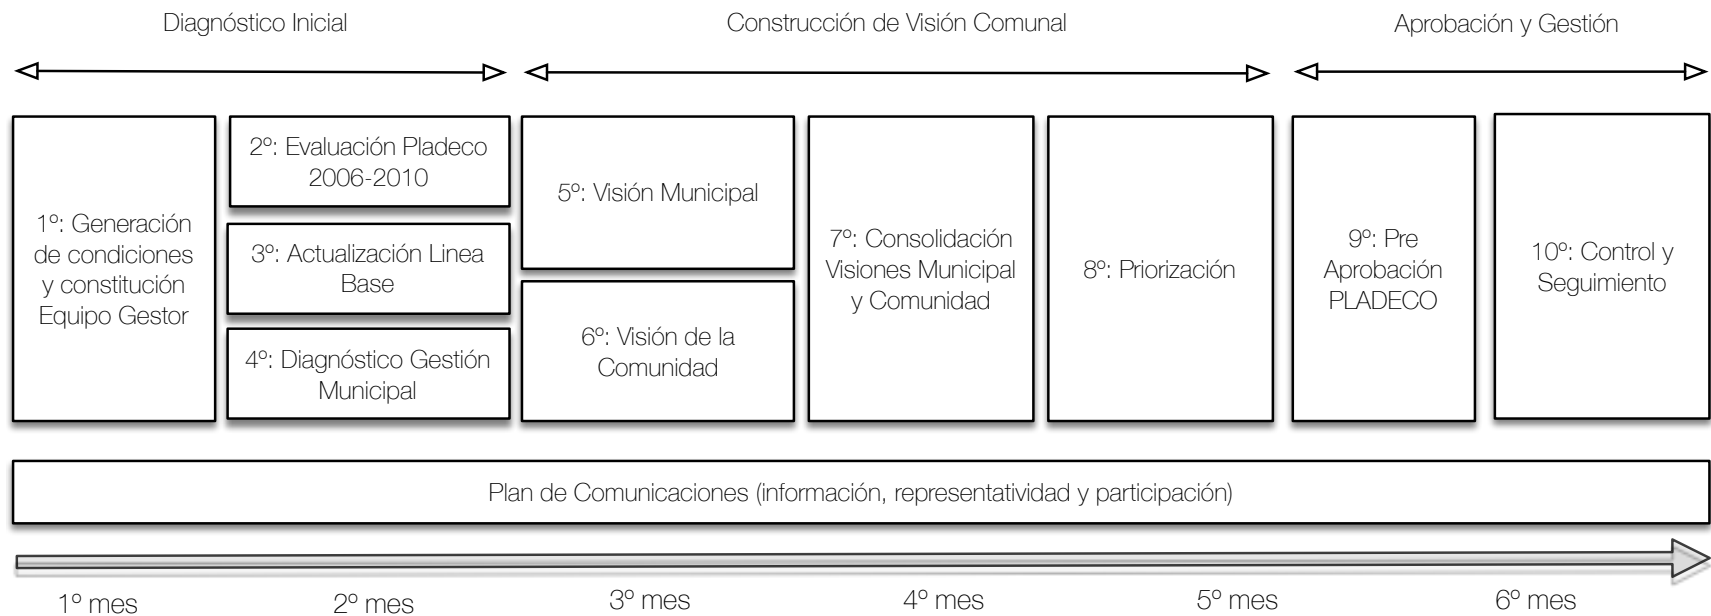 Diagnóstico Inicial
Construcción de Visión Comunal
Aprobación y Gestión
1º: Generación
de condiciones
y constitución
Equipo Gestor
2º: Evaluación Pladeco
2006-2010
3º: Actualización Linea
Base
4º: Diagnóstico Gestión
Municipal
5º: Visión Municipal
6º: Visión de la
Comunidad
7º: Consolidación
Visiones Municipal
y Comunidad
8º: Priorización
9º: Pre
Aprobación
PLADECO
10º: Control y
Seguimiento
Plan de Comunicaciones (información, representatividad y participación)
1º mes
2º mes
3º mes
4º mes
5º mes
6º mes